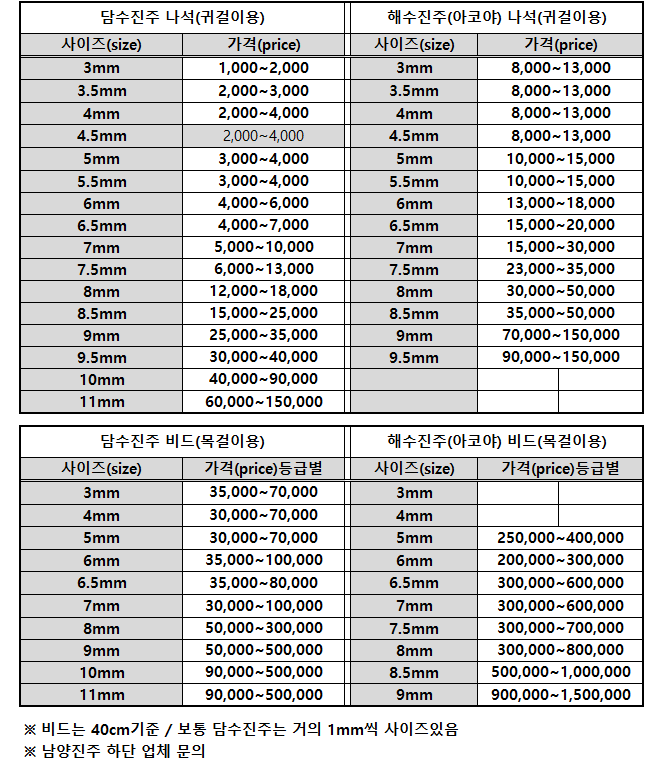 담수진주 나석(귀걸이용) 해수진주(아코야) 나석(귀걸이용)
사이즈(size) 가격(price) 사이즈(size) 가격(price)
3mm 1,000~2,000 3mm 8,000~13,000
3.5mm 2,000~3,000 3.5mm 8,000~13,000
4mm 2,000~4,000 4mm 8,000~13,000
4.5mm 2,000~4,000 4.5mm 8,000~13,000
5mm 3,000~4,000 5mm 10,000~15,000
5.5mm 3,000~4,000 5.5mm 10,000~15,000
6mm 4,000~6,000 6mm 13,000~18,000
6.5mm 4,000~7,000 6.5mm 15,000~20,000
7mm 5,000~10,000 7mm 15,000~30,000
7.5mm 6,000~13,000 7.5mm 23,000~35,000
8mm 12,000~18,000 8mm 30,000~50,000
8.5mm 15,000~25,000 8.5mm 35,000~50,000
9mm 25,000~35,000 9mm 70,000~150,000
9.5mm 30,000~40,000 9.5mm 90,000~150,000
10mm 40,000~90,000
11mm 60,000~150,000
담수진주 비드(목걸이용) 해수진주(아코야) 비드(목걸이용)
사이즈(size) 가격(price)등급별 사이즈(size) 가격(price)등급별
3mm 35,000~70,000 3mm
4mm 30,000~70,000 4mm
5mm 30,000~70,000 5mm 250,000~400,000
6mm 35,000~100,000 6mm 200,000~300,000
6.5mm 35,000~80,000 6.5mm 300,000~600,000
7mm 30,000~100,000 7mm 300,000~600,000
8mm 50,000~300,000 7.5mm 300,000~700,000
9mm 50,000~500,000 8mm 300,000~800,000
10mm 90,000~500,000 8.5mm 500,000~1,000,000
11mm 90,000~500,000 9mm 900,000~1,500,000
※ 비드는 40cm기준 / 보통 담수진주는 거의 1mm씩 사이즈있음
※ 남양진주 하단 업체 문의